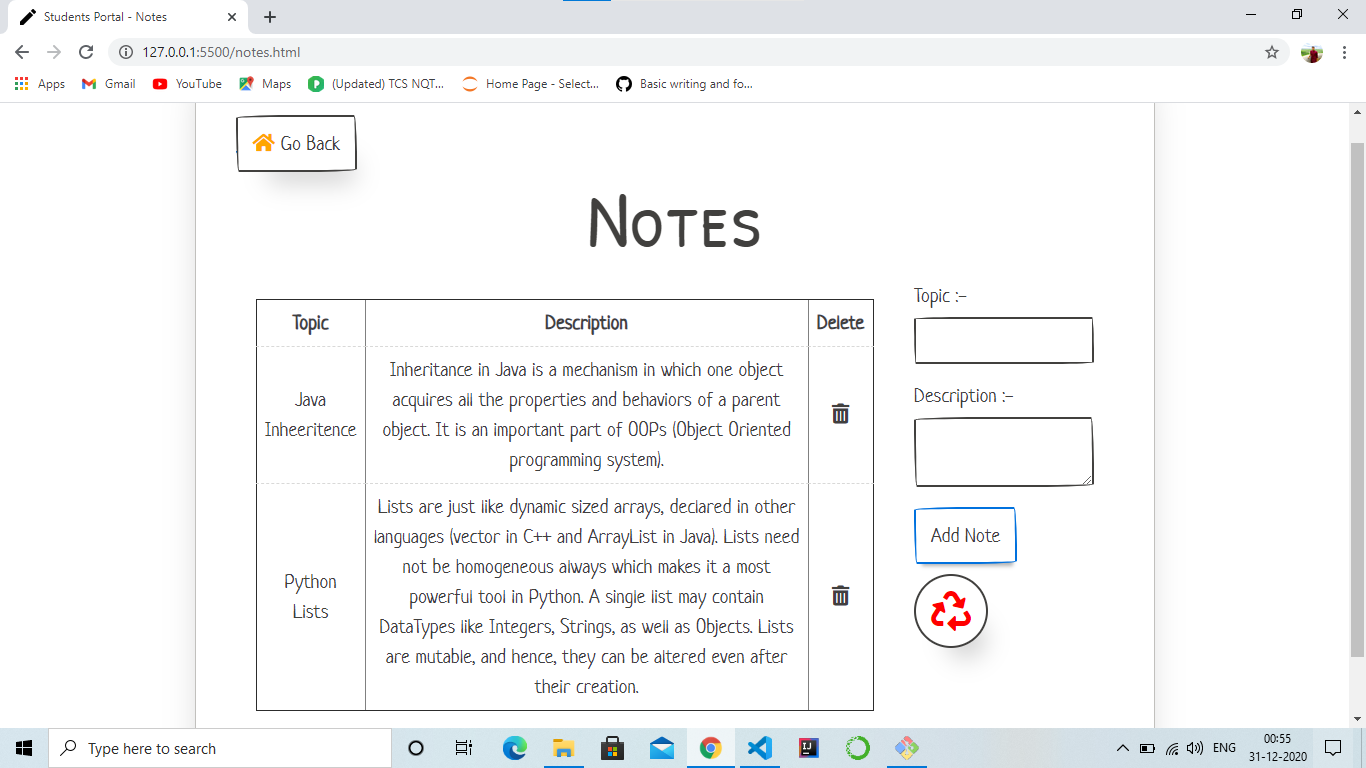 Students Portal - Notes
127.0.0.1:5500/notes.html
Apps Gmail YouTube Maps (Updated) TCS NQT... Home Page - Select... Basic writing and fo...
Go Back
Notes
Topic Description Delete
Java
Inheeritence
Inheritance in Java is a mechanism in which one object
acquires all the properties and behaviors of a parent
object. It is an important part of OOPs (Object Oriented
programming system).
Python
Lists
Lists are just like dynamic sized arrays, declared in other
languages (vector in C++ and ArrayList in Java). Lists need
not be homogeneous always which makes it a most
powerful tool in Python. A single list may contain
DataTypes like Integers, Strings, as well as Objects. Lists
are mutable, and hence, they can be altered even after
their creation.
Topic :-
Description :-
Add Note
Type here to search
ENG
00:55
31-12-2020